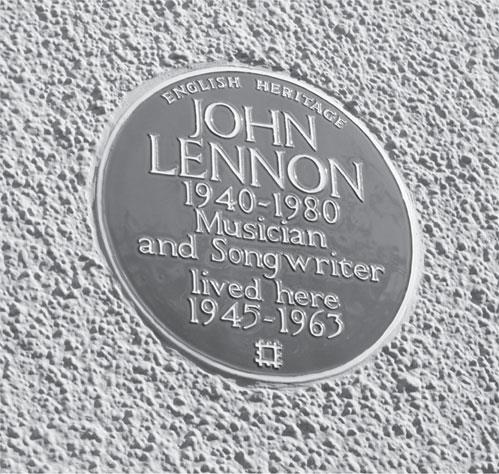 ENGLISH HERITAGE
JOHN
LENNON
1940-1980
Musician
and Songwriter
lived here
1945-1963